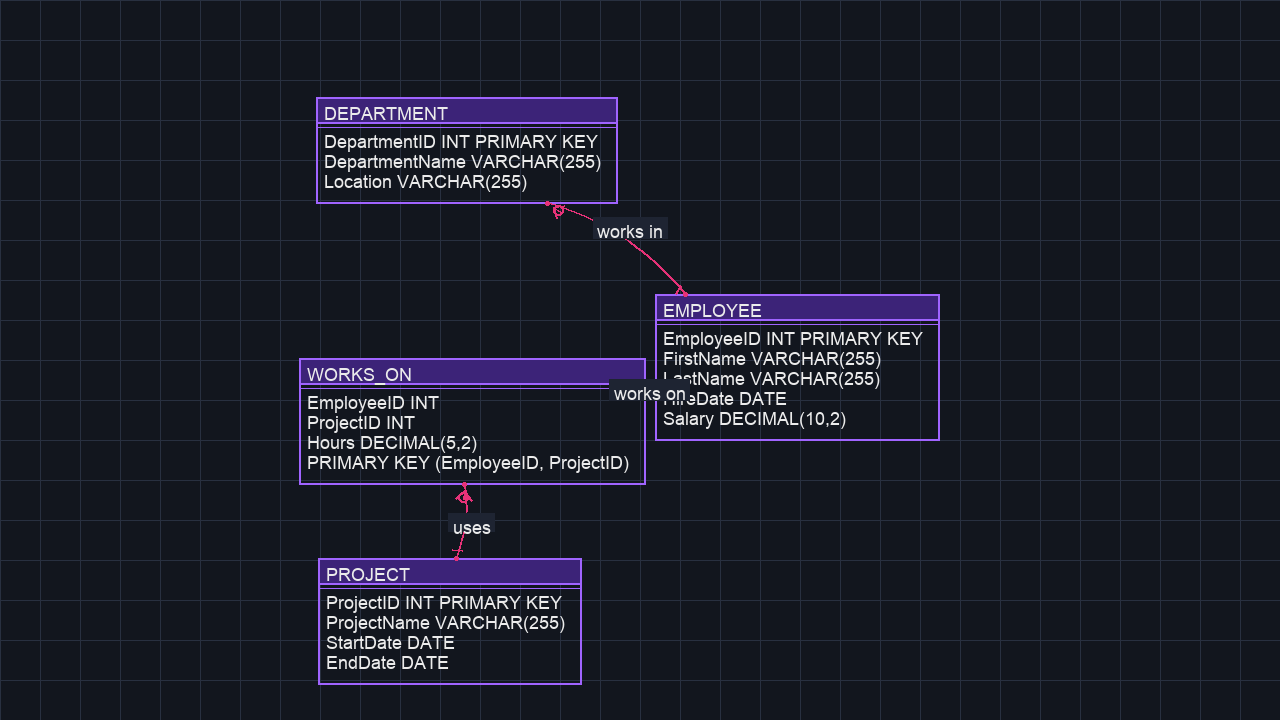 DEPARTMENT
DepartmentID INT PRIMARY KEY
DepartmentName VARCHAR(255)
Location VARCHAR(255)
works in
EMPLOYEE
EmployeeID INT PRIMARY KEY
FirstName VARCHAR(255)
LastName VARCHAR(255)
HireDate DATE
Salary DECIMAL(10,2)
works on
WORKS_ON
EmployeeID INT
ProjectID INT
Hours DECIMAL(5,2)
PRIMARY KEY (EmployeeID, ProjectID)
uses
PROJECT
ProjectID INT PRIMARY KEY
ProjectName VARCHAR(255)
StartDate DATE
EndDate DATE